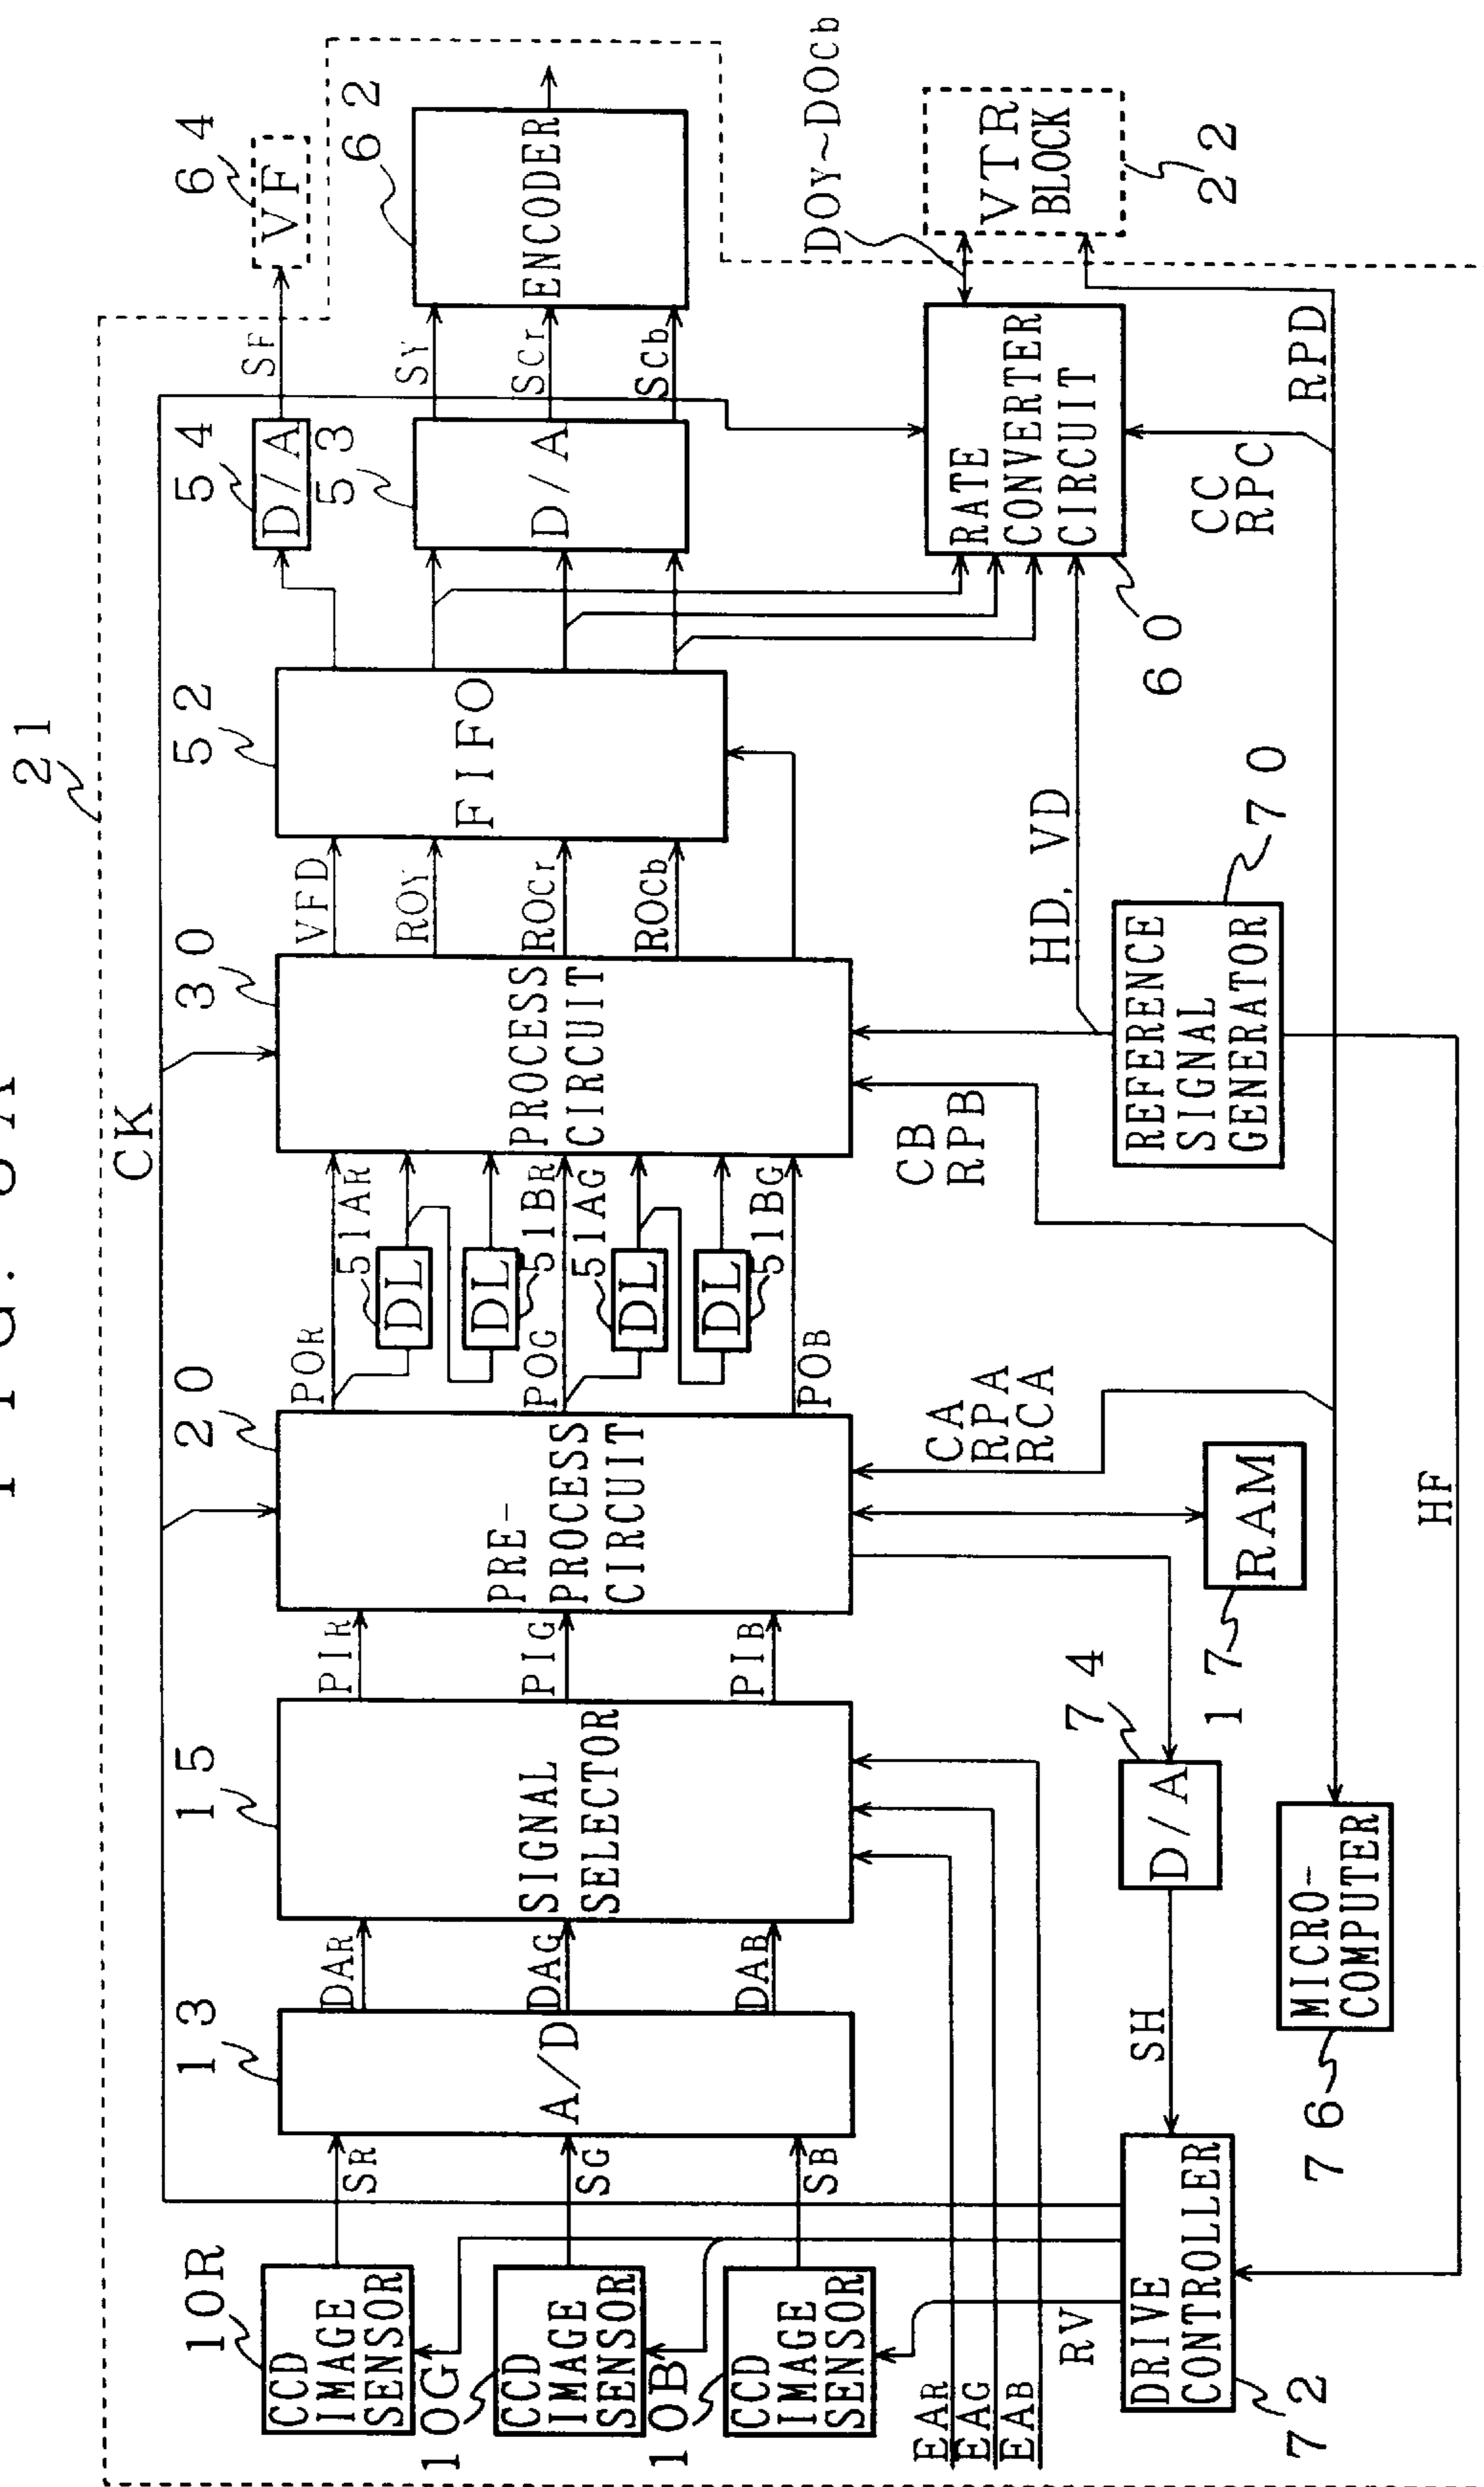 21
CK
10R
CCD
IMAGE
SENSOR
10G
CCD
IMAGE
SENSOR
10B
CCD
IMAGE
SENSOR
SR
SG
SB
13
A/D
DAR
DAG
DAB
15
SIGNAL
SELECTOR
EAR
EAG
EAB
PIR
PIG
PIB
20
PRE-
PROCESS
CIRCUIT
POR
POG
POB
51AR
DL
51BR
DL
51AG
DL
51BG
DL
30
PROCESS
CIRCUIT
VFD
ROY
ROCr
ROCb
52
FIFO
54
D/A
53
D/A
SF
SY
SCr
SCb
64
VF
62
ENCODER
DOY~DOCb
VTR
BLOCK
22
RATE
CONVERTER
CIRCUIT
60
CC
RPC
RPD
HD, VD
REFERENCE
SIGNAL
GENERATOR
70
CB
RPB
CA
RPA
RCA
RAM
17
74
D/A
SH
MICRO-
COMPUTER
76
HF
RV
DRIVE
CONTROLLER
72